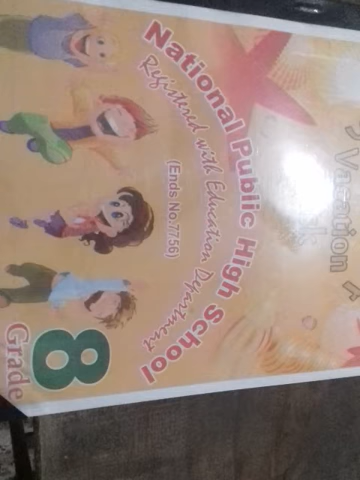 Vacation
National Public High School
Registered with Education Department
(Ends No:7756)
8
Grade